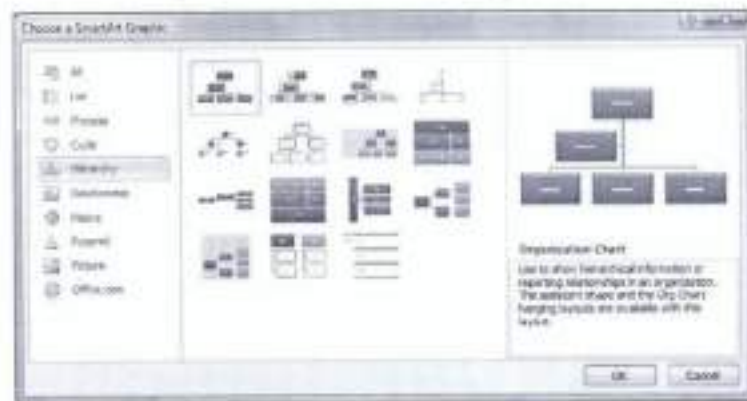 Choose a SmartArt Graphic
All
List
Process
Cycle
Hierarchy
Relationship
Matrix
Pyramid
Picture
Office.com
Organization Chart
Use to show hierarchical information or
reporting relationships in an organization.
The assistant shape and the Org Chart
hanging layouts are available with this
layout.
OK
Cancel